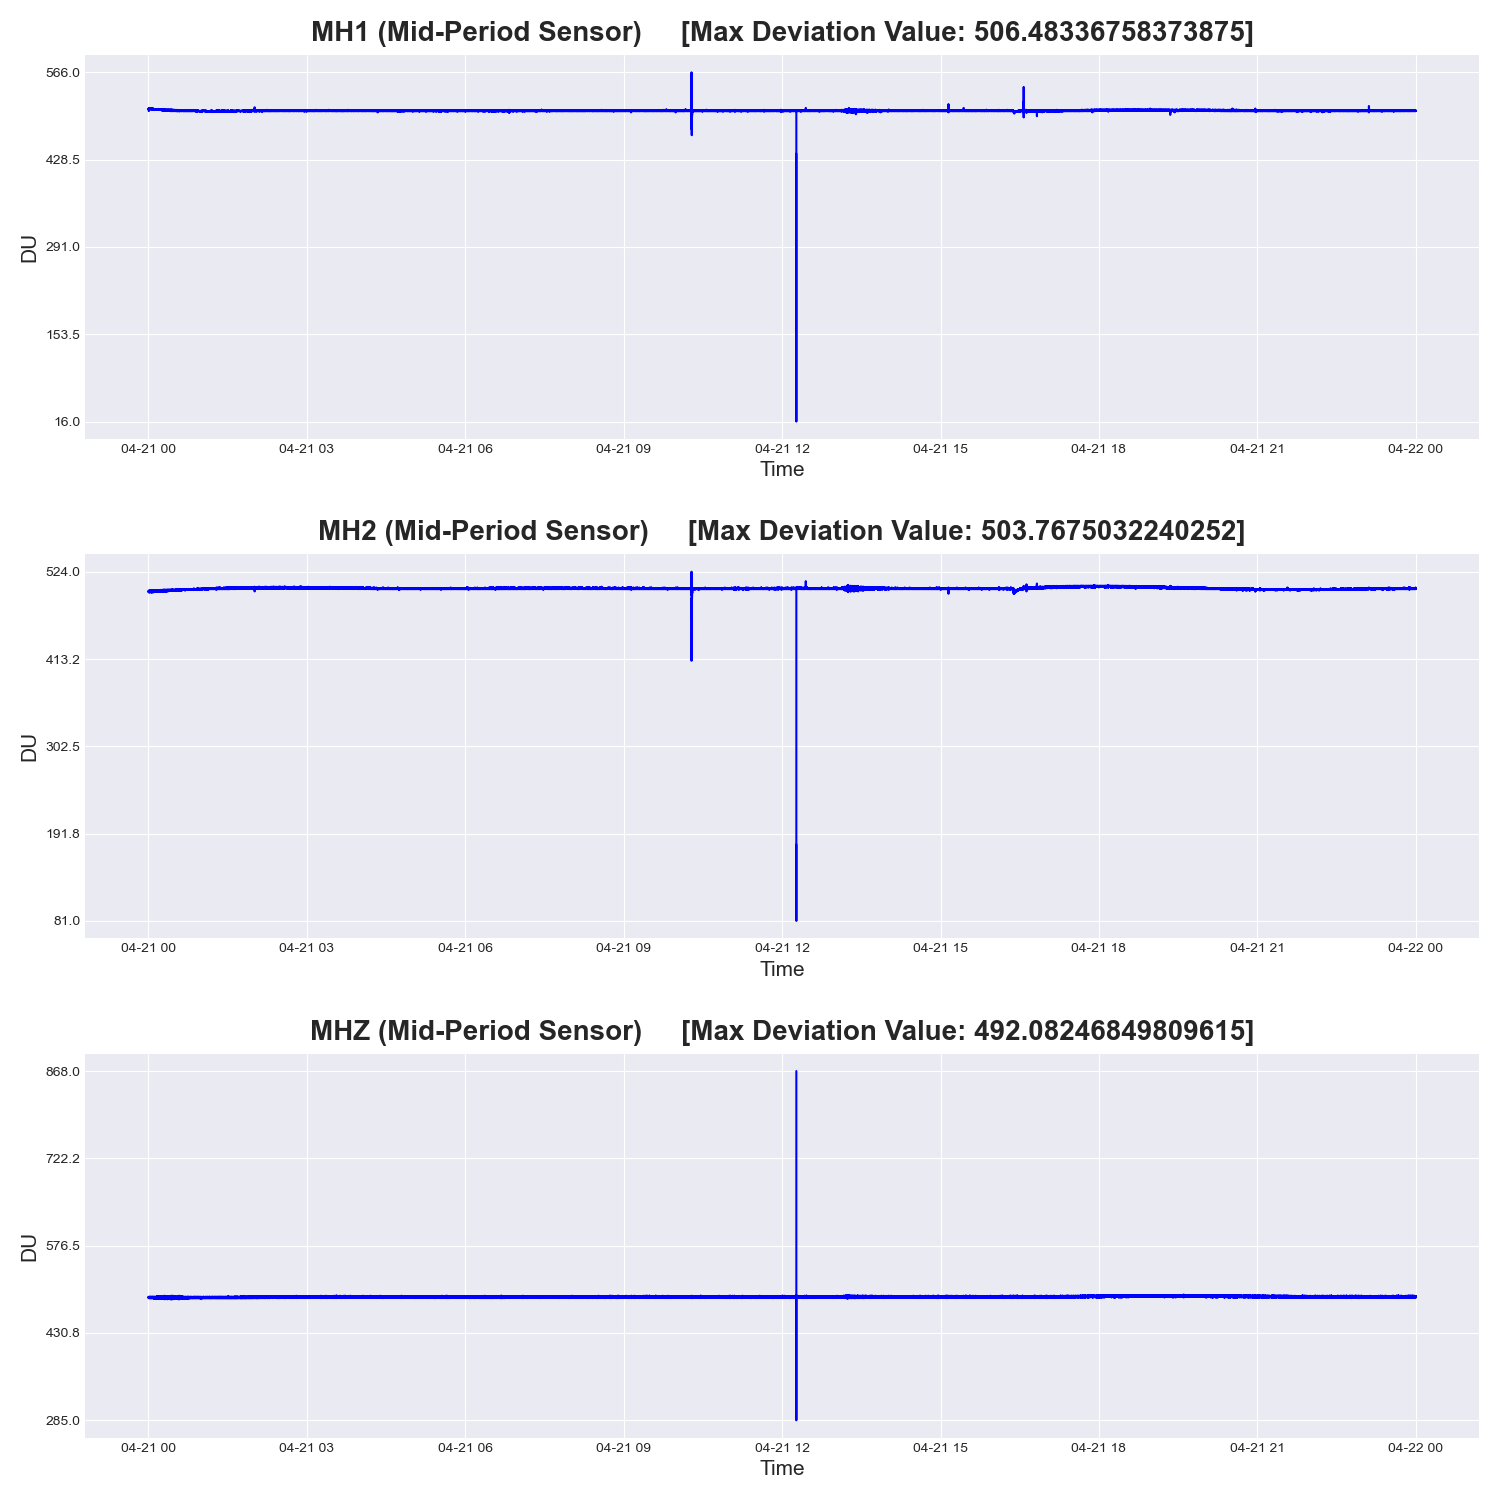 MH1 (Mid-Period Sensor) [Max Deviation Value: 506.48336758373875]
566.0
428.5
291.0
153.5
16.0
DU
04-21 00 04-21 03 04-21 06 04-21 09 04-21 12 04-21 15 04-21 18 04-21 21 04-22 00
Time
MH2 (Mid-Period Sensor) [Max Deviation Value: 503.7675032240252]
524.0
413.2
302.5
191.8
81.0
DU
04-21 00 04-21 03 04-21 06 04-21 09 04-21 12 04-21 15 04-21 18 04-21 21 04-22 00
Time
MHZ (Mid-Period Sensor) [Max Deviation Value: 492.08246849809615]
868.0
722.2
576.5
430.8
285.0
DU
04-21 00 04-21 03 04-21 06 04-21 09 04-21 12 04-21 15 04-21 18 04-21 21 04-22 00
Time